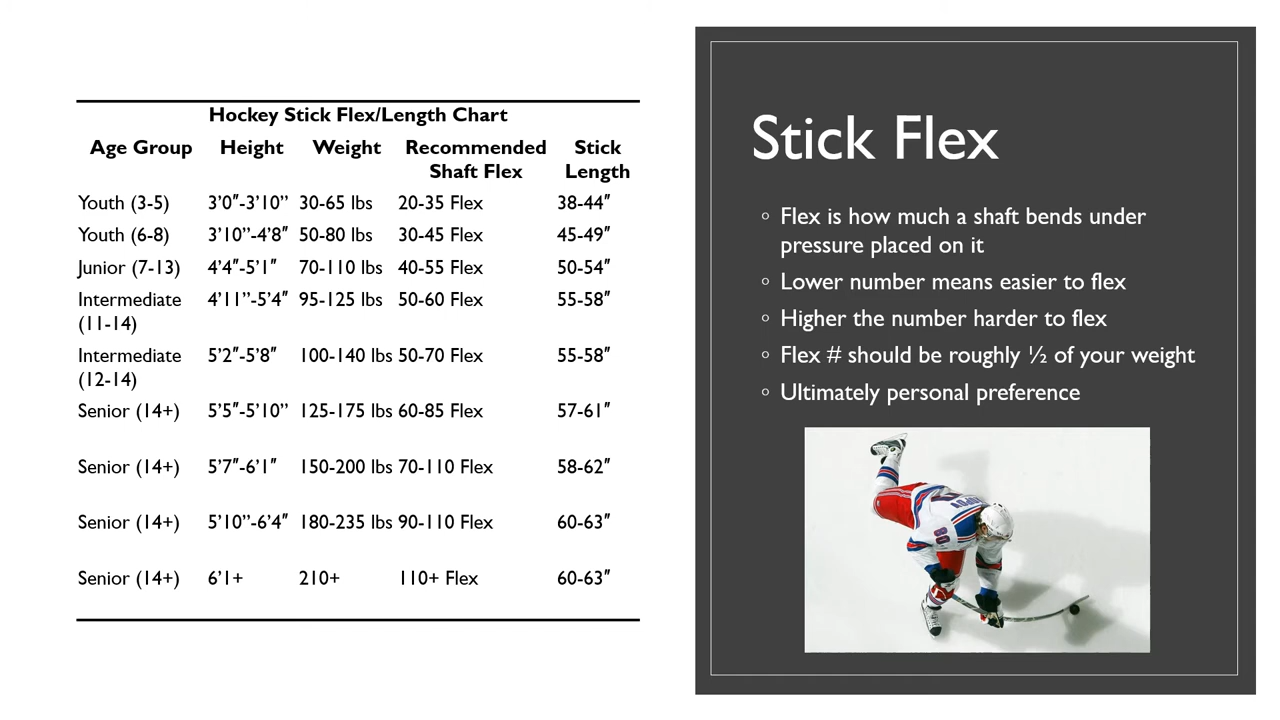 Hockey Stick Flex/Length Chart
Age Group Height Weight Recommended Shaft Flex Stick Length
Youth (3-5) 3’0″-3’10” 30-65 lbs 20-35 Flex 38-44″
Youth (6-8) 3’10”-4’8″ 50-80 lbs 30-45 Flex 45-49″
Junior (7-13) 4’4″-5’1″ 70-110 lbs 40-55 Flex 50-54″
Intermediate (11-14) 4’11”-5’4″ 95-125 lbs 50-60 Flex 55-58″
Intermediate (12-14) 5’2″-5’8″ 100-140 lbs 50-70 Flex 55-58″
Senior (14+) 5’5″-5’10” 125-175 lbs 60-85 Flex 57-61″
Senior (14+) 5’7″-6’1″ 150-200 lbs 70-110 Flex 58-62″
Senior (14+) 5’10”-6’4″ 180-235 lbs 90-110 Flex 60-63″
Senior (14+) 6’1+ 210+ 110+ Flex 60-63″
Stick Flex
◦ Flex is how much a shaft bends under
pressure placed on it
◦ Lower number means easier to flex
◦ Higher the number harder to flex
◦ Flex # should be roughly ½ of your weight
◦ Ultimately personal preference
80